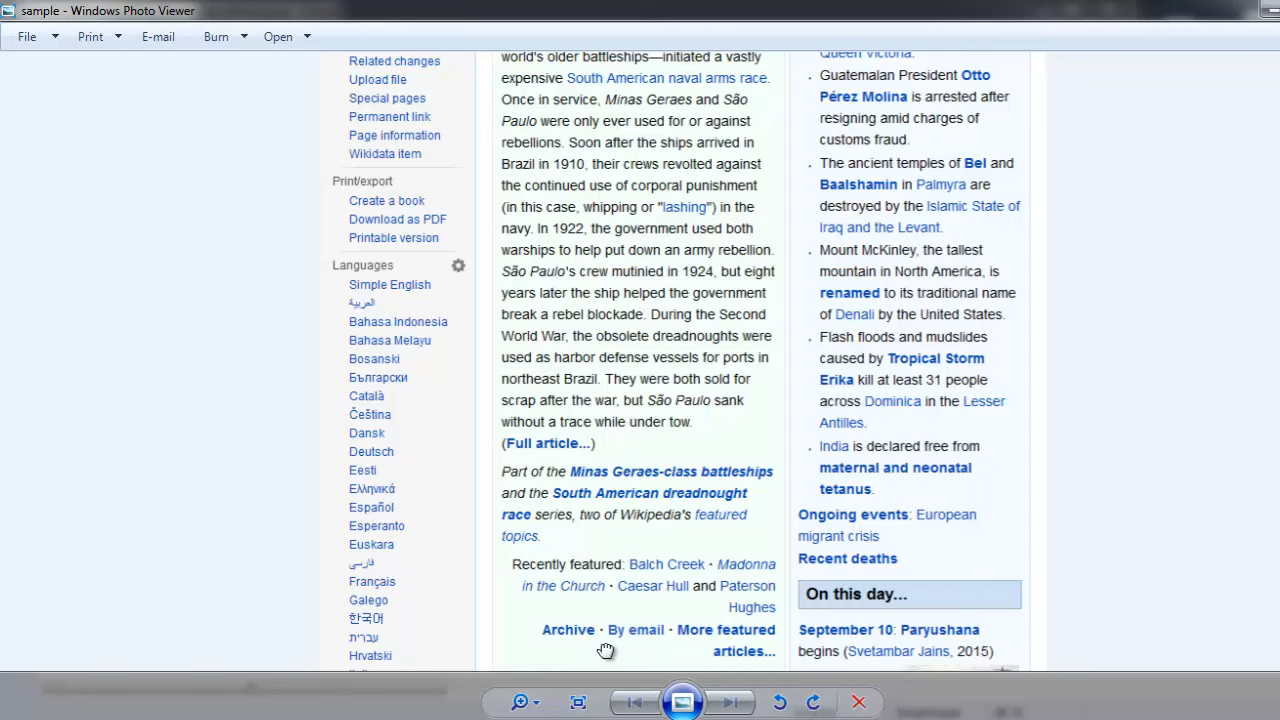 sample - Windows Photo Viewer
File Print E-mail Burn Open
Related changes
Upload file
Special pages
Permanent link
Page information
Wikidata item
Print/export
Create a book
Download as PDF
Printable version
Languages
Simple English
العربية
Bahasa Indonesia
Bahasa Melayu
Bosanski
Български
Català
Čeština
Dansk
Deutsch
Eesti
Ελληνικά
Español
Esperanto
Euskara
فارسی
Français
Galego
한국어
עברית
Hrvatski
world's older battleships—initiated a vastly
expensive South American naval arms race.
Once in service, Minas Geraes and São
Paulo were only ever used for or against
rebellions. Soon after the ships arrived in
Brazil in 1910, their crews revolted against
the continued use of corporal punishment
(in this case, whipping or "lashing") in the
navy. In 1922, the government used both
warships to help put down an army rebellion.
São Paulo's crew mutinied in 1924, but eight
years later the ship helped the government
break a rebel blockade. During the Second
World War, the obsolete dreadnoughts were
used as harbor defense vessels for ports in
northeast Brazil. They were both sold for
scrap after the war, but São Paulo sank
without a trace while under tow.
(Full article...)
Part of the Minas Geraes-class battleships
and the South American dreadnought
race series, two of Wikipedia's featured
topics.
Recently featured: Balch Creek · Madonna
in the Church · Caesar Hull and Paterson
Hughes
Archive · By email · More featured
articles...
Queen Victoria.
Guatemalan President Otto
Pérez Molina is arrested after
resigning amid charges of
customs fraud.
The ancient temples of Bel and
Baalshamin in Palmyra are
destroyed by the Islamic State of
Iraq and the Levant.
Mount McKinley, the tallest
mountain in North America, is
renamed to its traditional name
of Denali by the United States.
Flash floods and mudslides
caused by Tropical Storm
Erika kill at least 31 people
across Dominica in the Lesser
Antilles.
India is declared free from
maternal and neonatal
tetanus.
Ongoing events: European
migrant crisis
Recent deaths
On this day...
September 10: Paryushana
begins (Svetambar Jains, 2015)